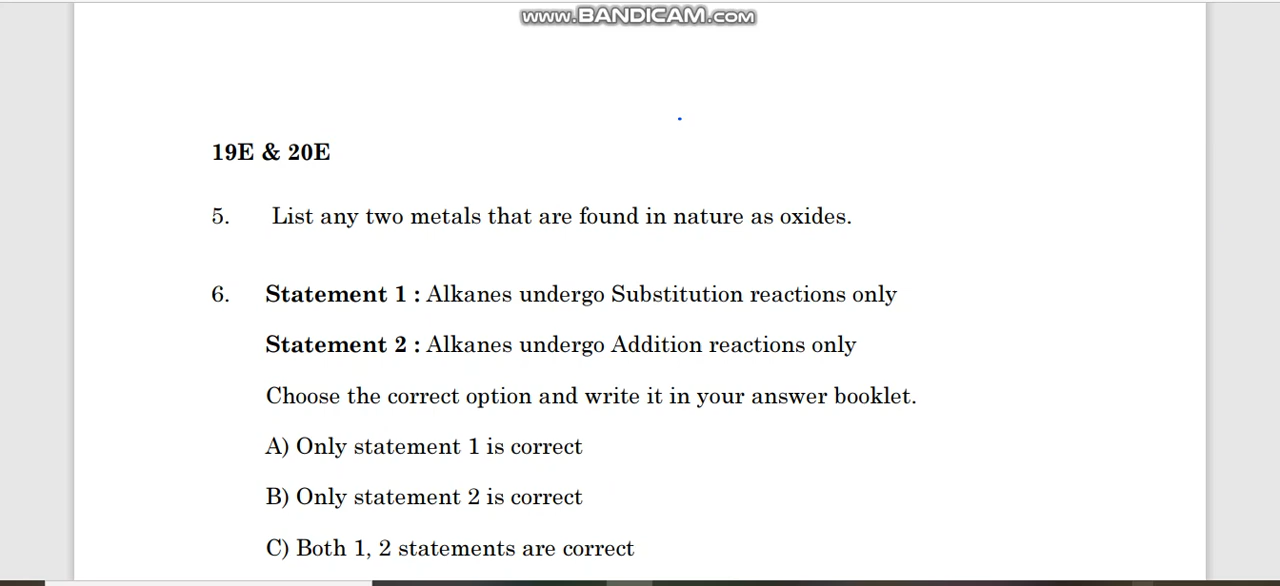 www.BANDICAM.COM
19E & 20E
5. List any two metals that are found in nature as oxides.
6. Statement 1 : Alkanes undergo Substitution reactions only
Statement 2 : Alkanes undergo Addition reactions only
Choose the correct option and write it in your answer booklet.
A) Only statement 1 is correct
B) Only statement 2 is correct
C) Both 1, 2 statements are correct